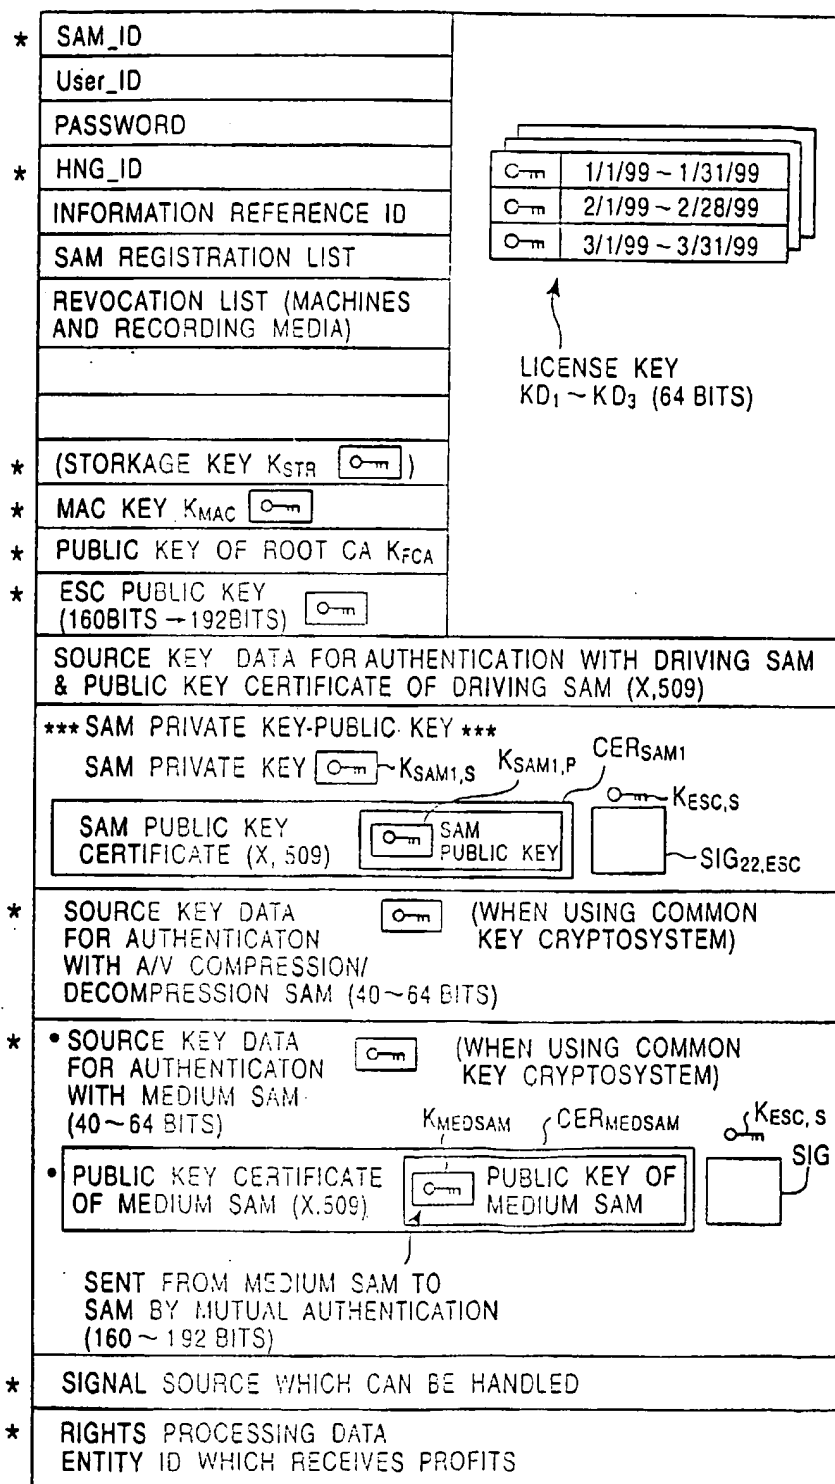 * SAM_ID
User_ID
PASSWORD
* HNG_ID
INFORMATION REFERENCE ID
SAM REGISTRATION LIST
REVOCATION LIST (MACHINES
AND RECORDING MEDIA)
1/1/99 ~ 1/31/99
2/1/99 ~ 2/28/99
3/1/99 ~ 3/31/99
LICENSE KEY
KD1 ~ KD3 (64 BITS)
* (STORKAGE KEY KSTR )
* MAC KEY KMAC
* PUBLIC KEY OF ROOT CA KFCA
* ESC PUBLIC KEY
(160BITS → 192BITS)
SOURCE KEY DATA FOR AUTHENTICATION WITH DRIVING SAM
& PUBLIC KEY CERTIFICATE OF DRIVING SAM (X,509)
*** SAM PRIVATE KEY-PUBLIC KEY ***
SAM PRIVATE KEY KSAM1,S KSAM1,P CERSAM1
KESC,S
SAM PUBLIC KEY
CERTIFICATE (X, 509)
SAM
PUBLIC KEY
SIG22,ESC
* SOURCE KEY DATA
FOR AUTHENTICATON
WITH A/V COMPRESSION/
DECOMPRESSION SAM (40~64 BITS)
(WHEN USING COMMON
KEY CRYPTOSYSTEM)
* • SOURCE KEY DATA
FOR AUTHENTICATON
WITH MEDIUM SAM
(40~64 BITS)
(WHEN USING COMMON
KEY CRYPTOSYSTEM)
KMEDSAM CERMEDSAM KESC, S
SIG
• PUBLIC KEY CERTIFICATE
OF MEDIUM SAM (X.509)
PUBLIC KEY OF
MEDIUM SAM
SENT FROM MEDIUM SAM TO
SAM BY MUTUAL AUTHENTICATION
(160 ~ 192 BITS)
* SIGNAL SOURCE WHICH CAN BE HANDLED
* RIGHTS PROCESSING DATA
ENTITY ID WHICH RECEIVES PROFITS